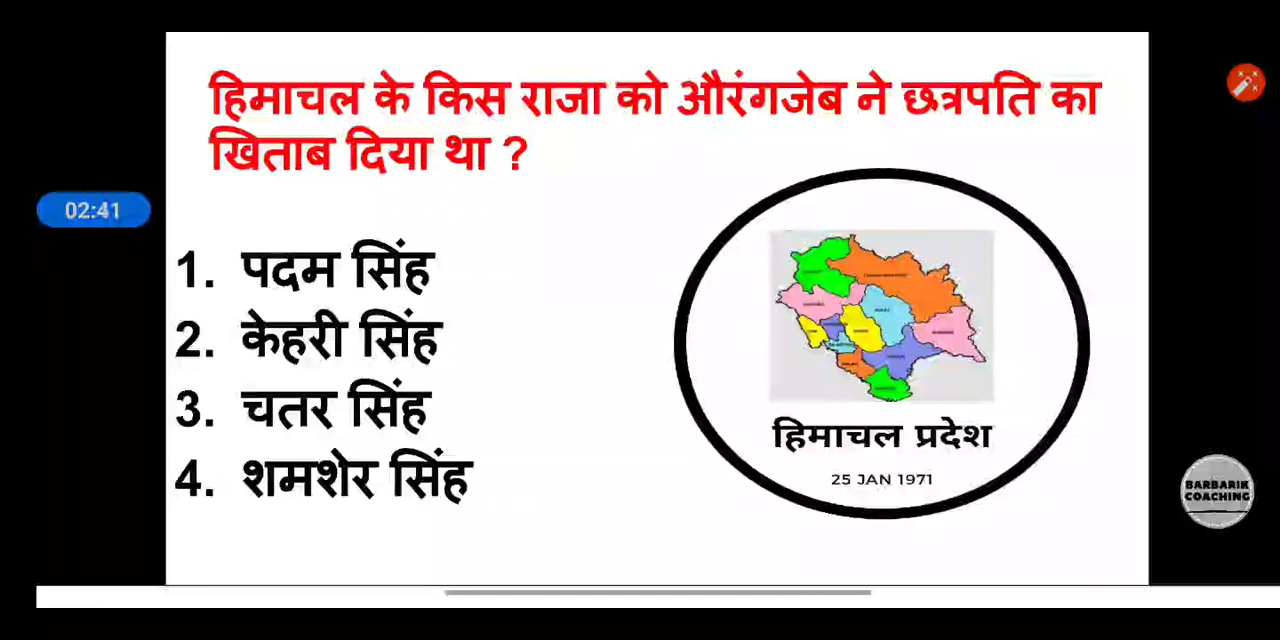 हिमाचल के किस राजा को औरंगजेब ने छत्रपति का
खिताब दिया था ?
02:41
1. पदम सिंह
2. केहरी सिंह
3. चतर सिंह
4. शमशेर सिंह
हिमाचल प्रदेश
25 JAN 1971
BARBARIK
COACHING